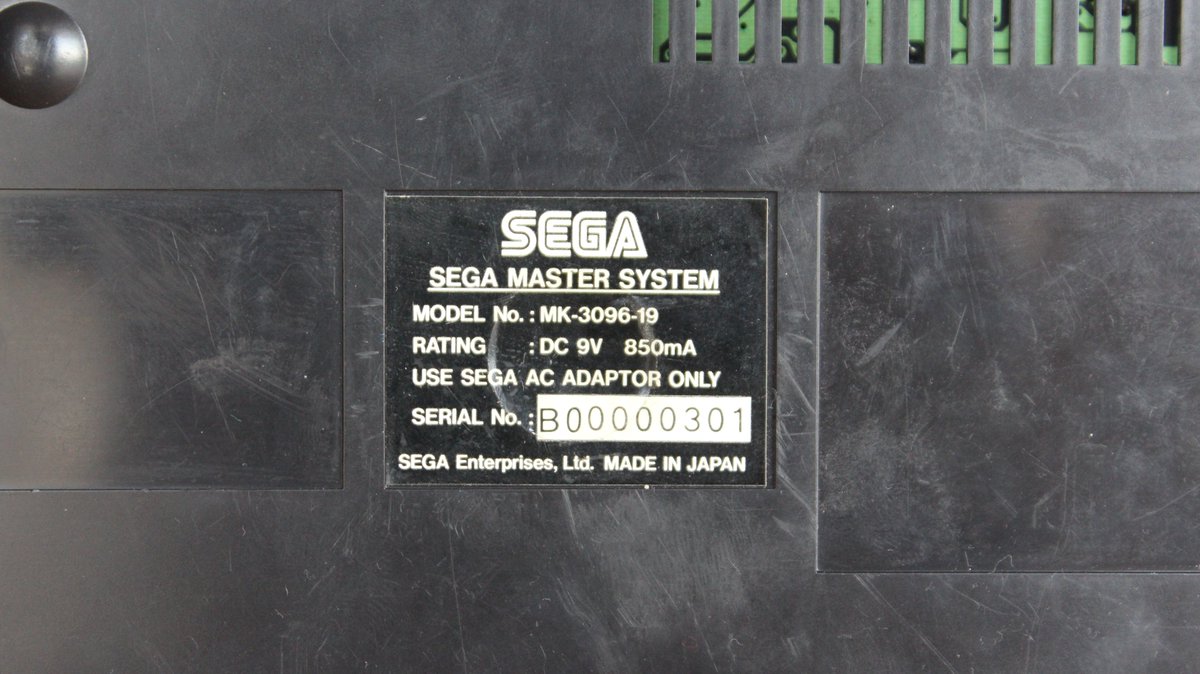 SEGA
SEGA MASTER SYSTEM
MODEL No. : MK-3096-19
RATING : DC 9V 850mA
USE SEGA AC ADAPTOR ONLY
SERIAL No. : B00000301
SEGA Enterprises, Ltd. MADE IN JAPAN